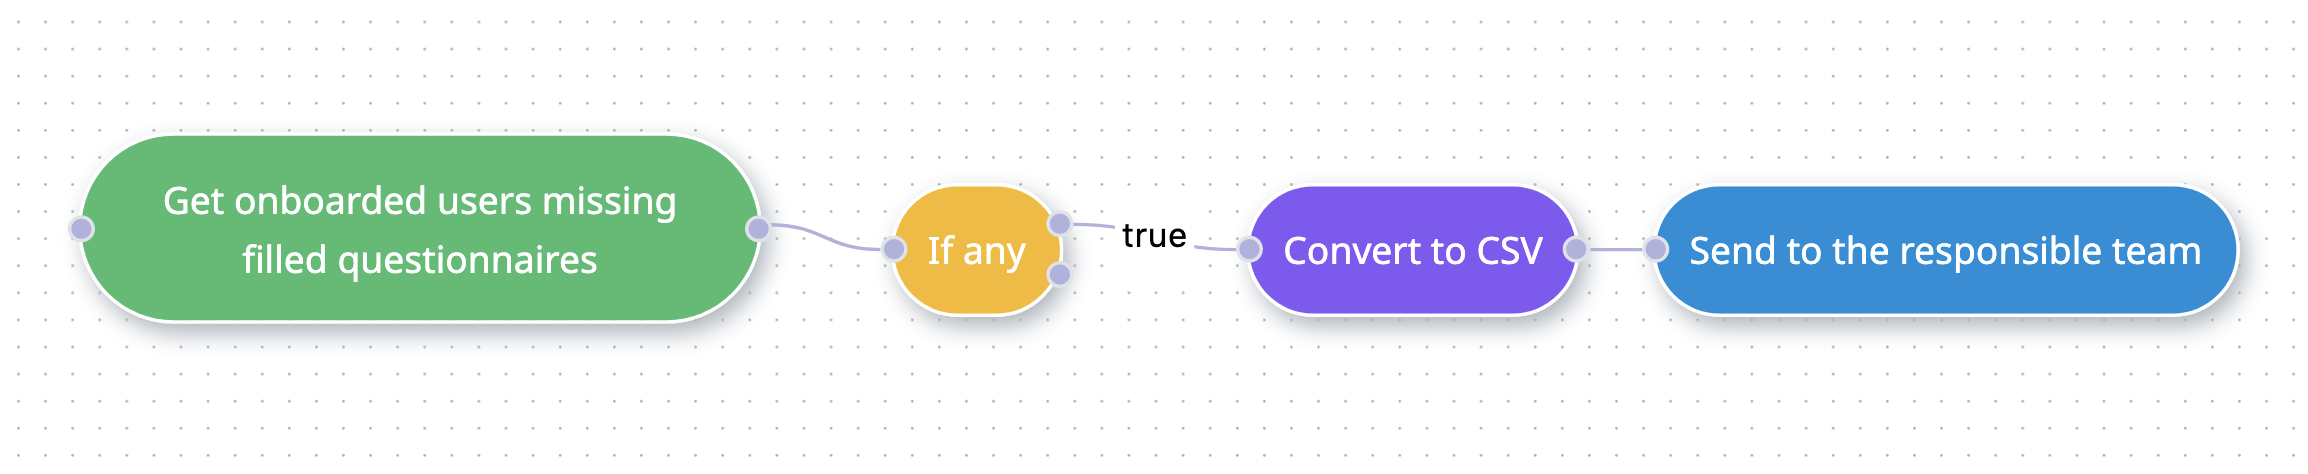 Get onboarded users missing
filled questionnaires
If any
true
Convert to CSV
Send to the responsible team